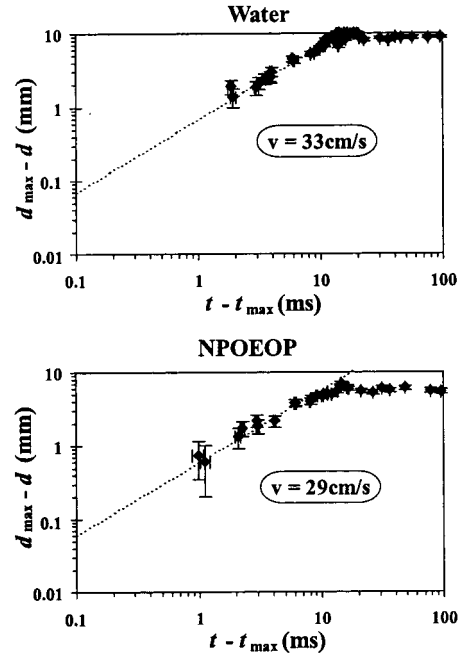 Water
d max - d (mm)
10
1
0.1
0.01
v = 33cm/s
0.1 1 10 100
t - t max (ms)
NPOEOP
d max - d (mm)
10
1
0.1
0.01
v = 29cm/s
0.1 1 10 100
t - t max (ms)